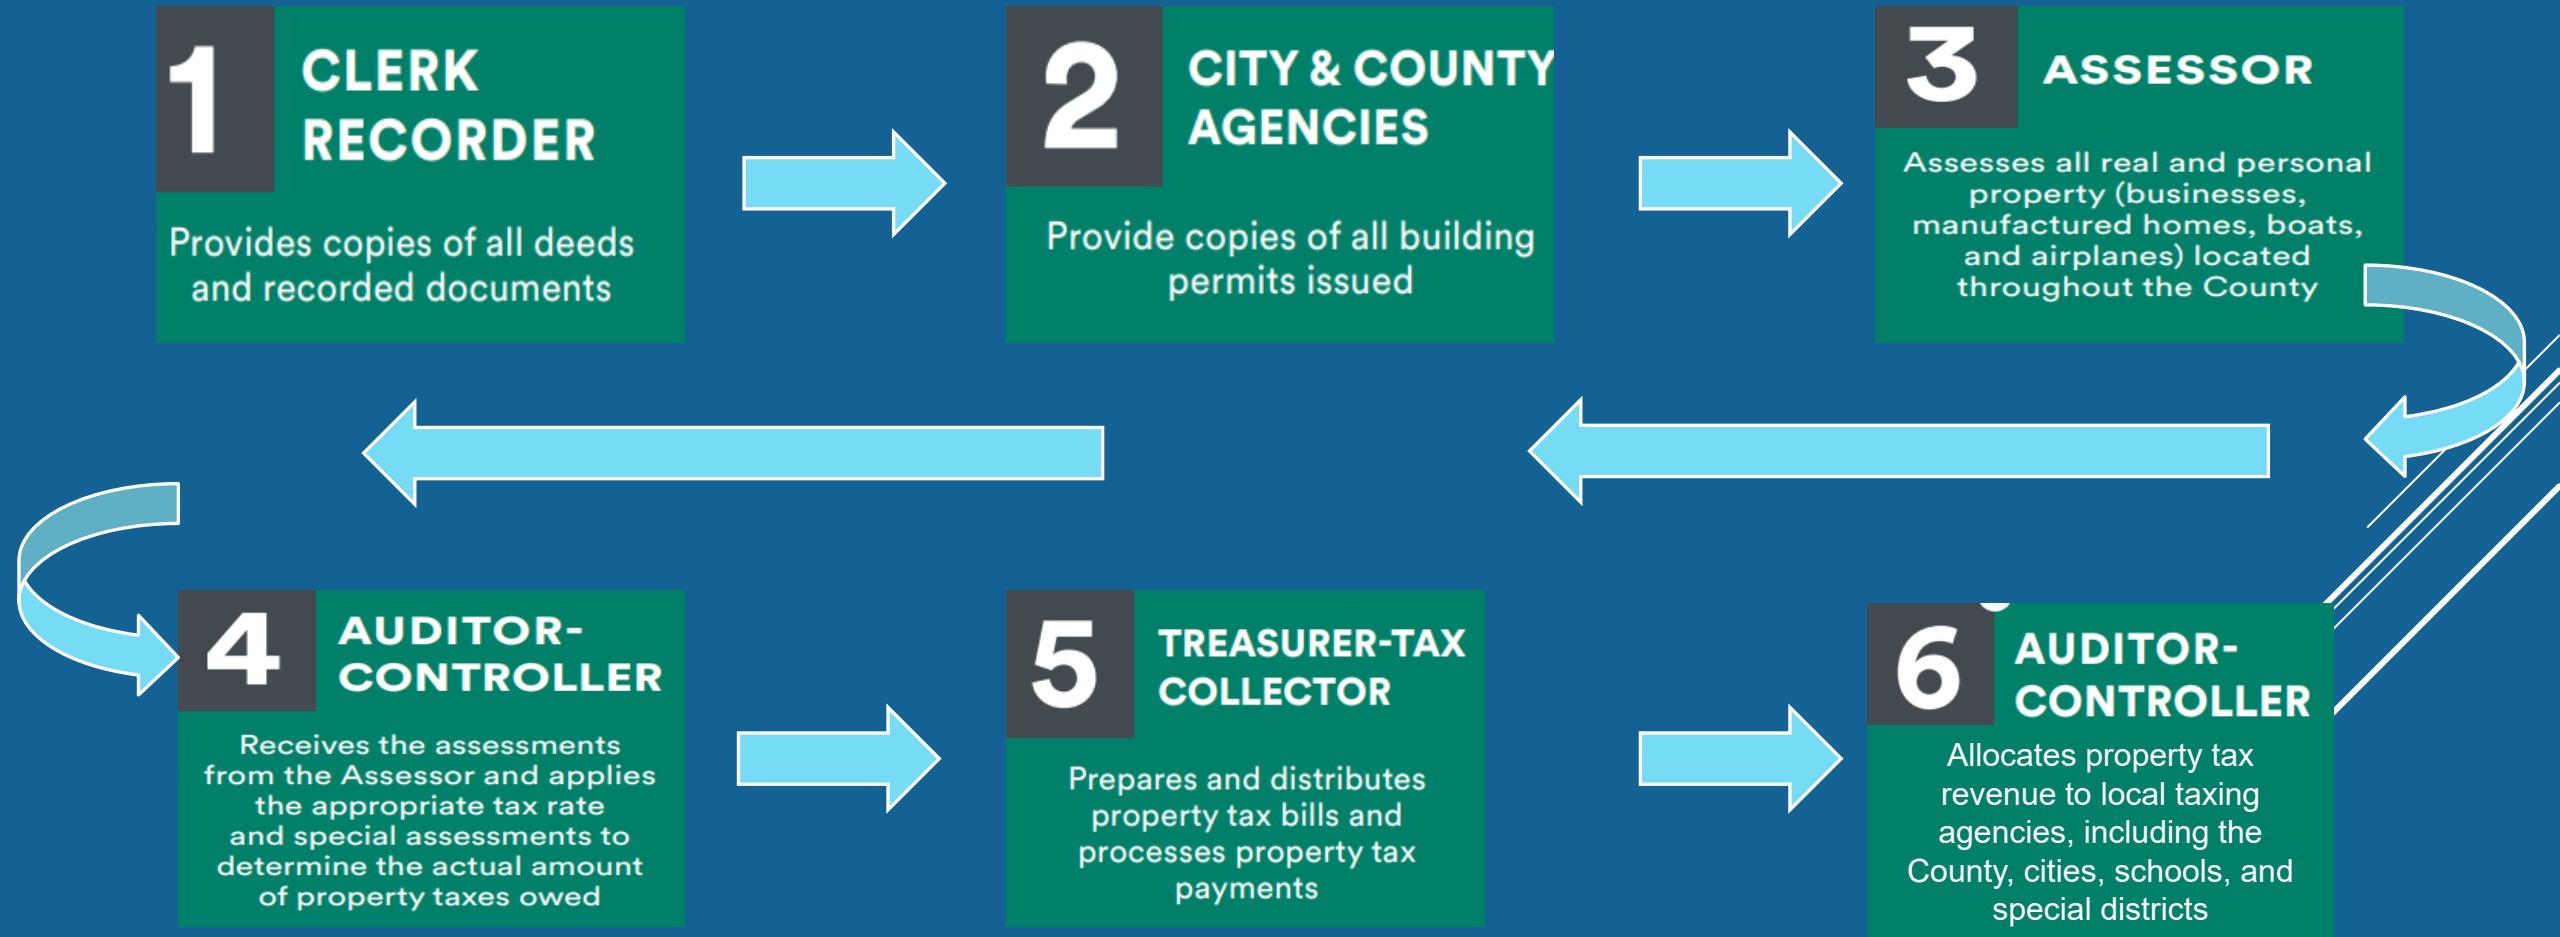 1
CLERK
RECORDER
Provides copies of all deeds
and recorded documents
2
CITY & COUNTY
AGENCIES
Provide copies of all building
permits issued
3
ASSESSOR
Assesses all real and personal
property (businesses,
manufactured homes, boats,
and airplanes) located
throughout the County
4
AUDITOR-
CONTROLLER
Receives the assessments
from the Assessor and applies
the appropriate tax rate
and special assessments to
determine the actual amount
of property taxes owed
5
TREASURER-TAX
COLLECTOR
Prepares and distributes
property tax bills and
processes property tax
payments
6
AUDITOR-
CONTROLLER
Allocates property tax
revenue to local taxing
agencies, including the
County, cities, schools, and
special districts